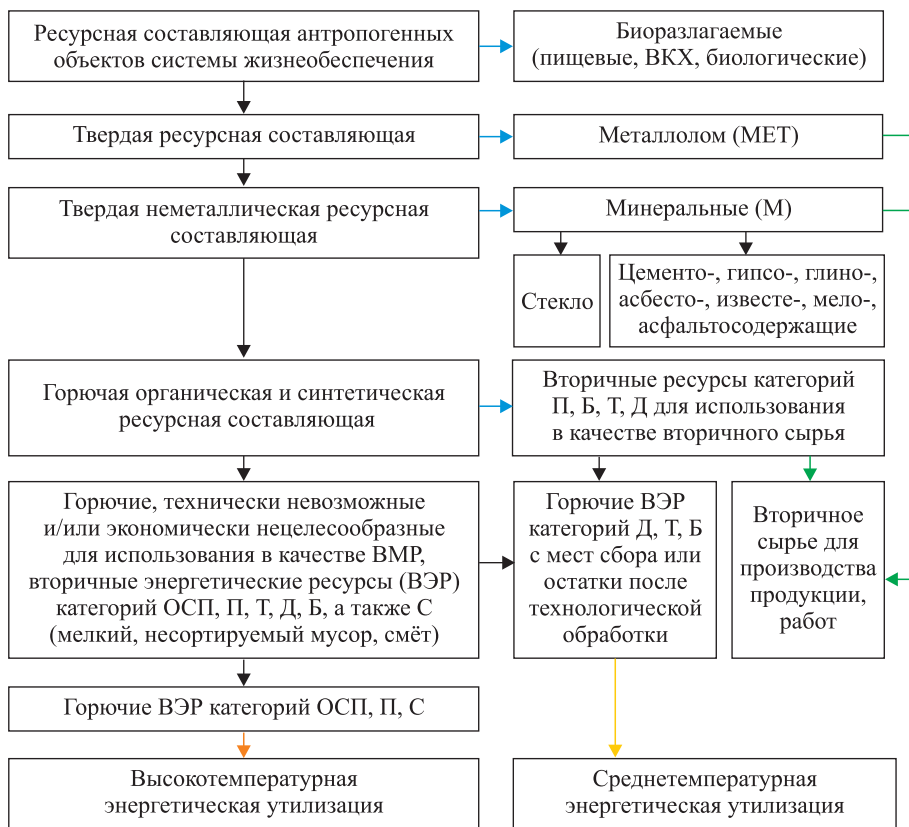 Ресурсная составляющая антропогенных
объектов системы жизнеобеспечения
Биоразлагаемые
(пищевые, ВКХ, биологические)
Твердая ресурсная составляющая
Металлолом (МЕТ)
Твердая неметаллическая ресурсная
составляющая
Минеральные (М)
Стекло
Цементо-, гипсо-, глино-,
асбесто-, известе-, мело-,
асфальтосодержащие
Горючая органическая и синтетическая
ресурсная составляющая
Вторичные ресурсы категорий
П, Б, Т, Д для использования
в качестве вторичного сырья
Горючие, технически невозможные
и/или экономически нецелесообразные
для использования в качестве ВМР,
вторичные энергетические ресурсы (ВЭР)
категорий ОСП, П, Т, Д, Б, а также С
(мелкий, несортируемый мусор, смёт)
Горючие ВЭР
категорий Д, Т, Б
с мест сбора или
остатки после
технологической
обработки
Вторичное
сырье для
производства
продукции,
работ
Горючие ВЭР категорий ОСП, П, С
Высокотемпературная
энергетическая утилизация
Среднетемпературная
энергетическая утилизация